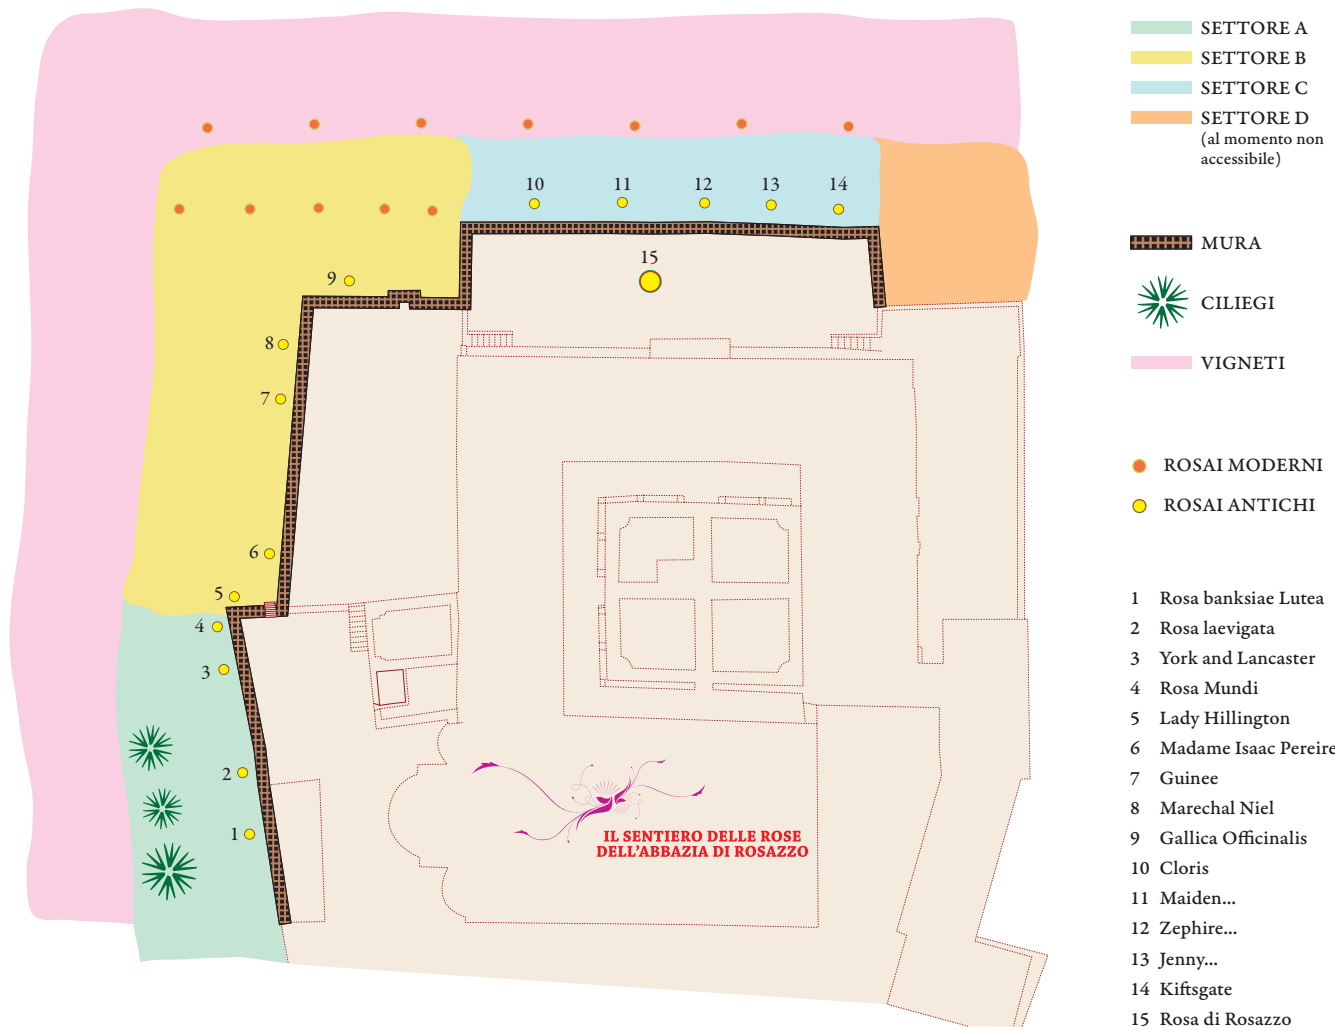 SETTORE A
SETTORE B
SETTORE C
SETTORE D
(al momento non
accessibile)
MURA
CILIEGI
VIGNETI
ROSAI MODERNI
ROSAI ANTICHI
1 Rosa banksiae Lutea
2 Rosa laevigata
3 York and Lancaster
4 Rosa Mundi
5 Lady Hillington
6 Madame Isaac Pereire
7 Guinee
8 Marechal Niel
9 Gallica Officinalis
10 Cloris
11 Maiden...
12 Zephire...
13 Jenny...
14 Kiftsgate
15 Rosa di Rosazzo
10 11 12 13 14
15
9
8
7
6
5
4
3
2
1
IL SENTIERO DELLE ROSE
DELL'ABBAZIA DI ROSAZZO